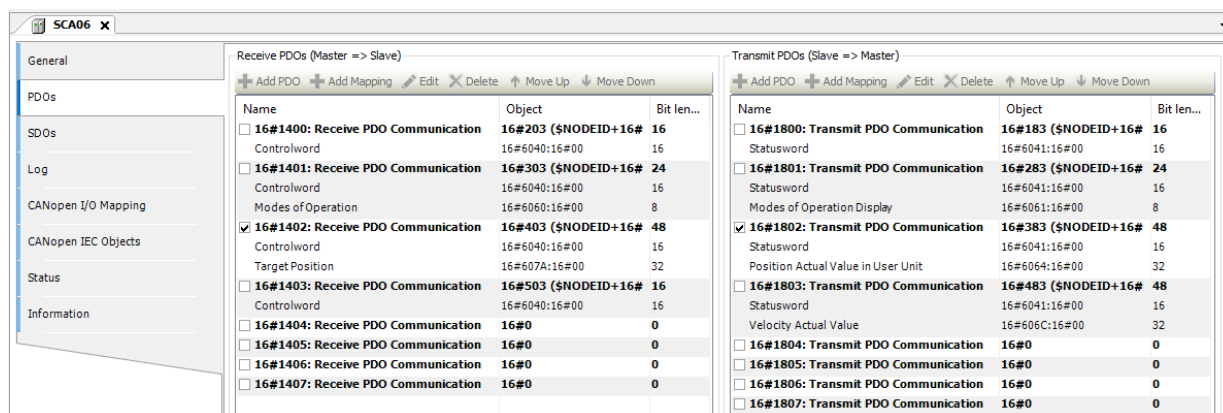 SCA06
General
PDOs
SDOs
Log
CANopen I/O Mapping
CANopen IEC Objects
Status
Information
Receive PDOs (Master => Slave)
Add PDO Add Mapping Edit Delete Move Up Move Down
Name Object Bit len...
16#1400: Receive PDO Communication 16#203 ($NODEID+16# 16
Controlword 16#6040:16#00 16
16#1401: Receive PDO Communication 16#303 ($NODEID+16# 24
Controlword 16#6040:16#00 16
Modes of Operation 16#6060:16#00 8
16#1402: Receive PDO Communication 16#403 ($NODEID+16# 48
Controlword 16#6040:16#00 16
Target Position 16#607A:16#00 32
16#1403: Receive PDO Communication 16#503 ($NODEID+16# 16
Controlword 16#6040:16#00 16
16#1404: Receive PDO Communication 16#0 0
16#1405: Receive PDO Communication 16#0 0
16#1406: Receive PDO Communication 16#0 0
16#1407: Receive PDO Communication 16#0 0
Transmit PDOs (Slave => Master)
Add PDO Add Mapping Edit Delete Move Up Move Down
Name Object Bit len...
16#1800: Transmit PDO Communication 16#183 ($NODEID+16# 16
Statusword 16#6041:16#00 16
16#1801: Transmit PDO Communication 16#283 ($NODEID+16# 24
Statusword 16#6041:16#00 16
Modes of Operation Display 16#6061:16#00 8
16#1802: Transmit PDO Communication 16#383 ($NODEID+16# 48
Statusword 16#6041:16#00 16
Position Actual Value in User Unit 16#6064:16#00 32
16#1803: Transmit PDO Communication 16#483 ($NODEID+16# 48
Statusword 16#6041:16#00 16
Velocity Actual Value 16#606C:16#00 32
16#1804: Transmit PDO Communication 16#0 0
16#1805: Transmit PDO Communication 16#0 0
16#1806: Transmit PDO Communication 16#0 0
16#1807: Transmit PDO Communication 16#0 0